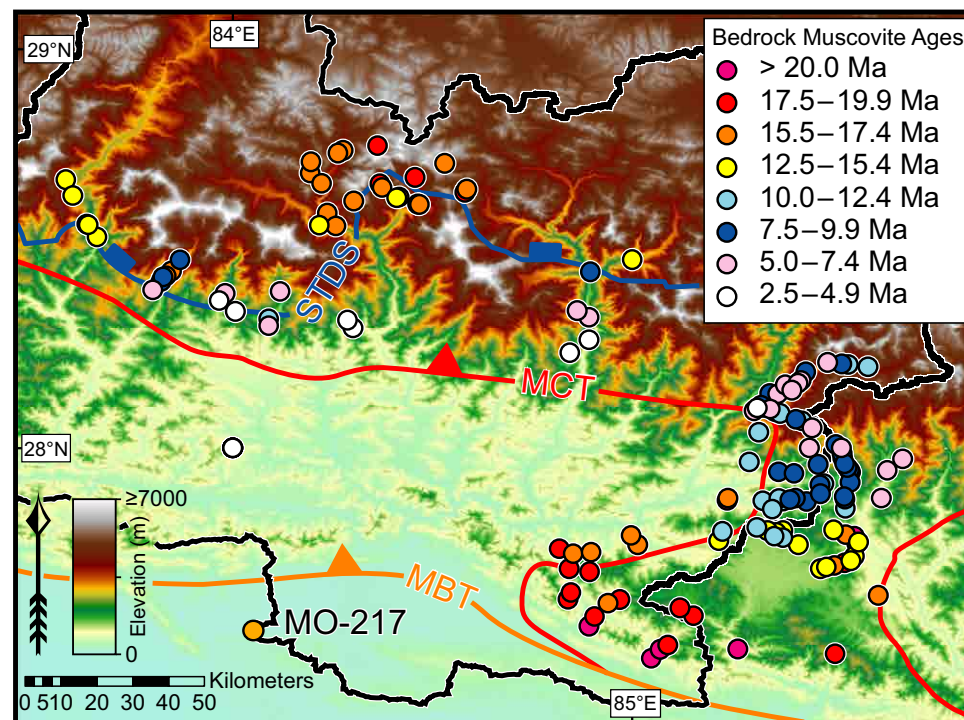 84°E
29°N
Bedrock Muscovite Ages
> 20.0 Ma
17.5–19.9 Ma
15.5–17.4 Ma
12.5–15.4 Ma
10.0–12.4 Ma
7.5–9.9 Ma
5.0–7.4 Ma
2.5–4.9 Ma
STDS
MCT
28°N
≥7000
Elevation (m)
0
MBT
MO-217
Kilometers
0 510 20 30 40 50
85°E